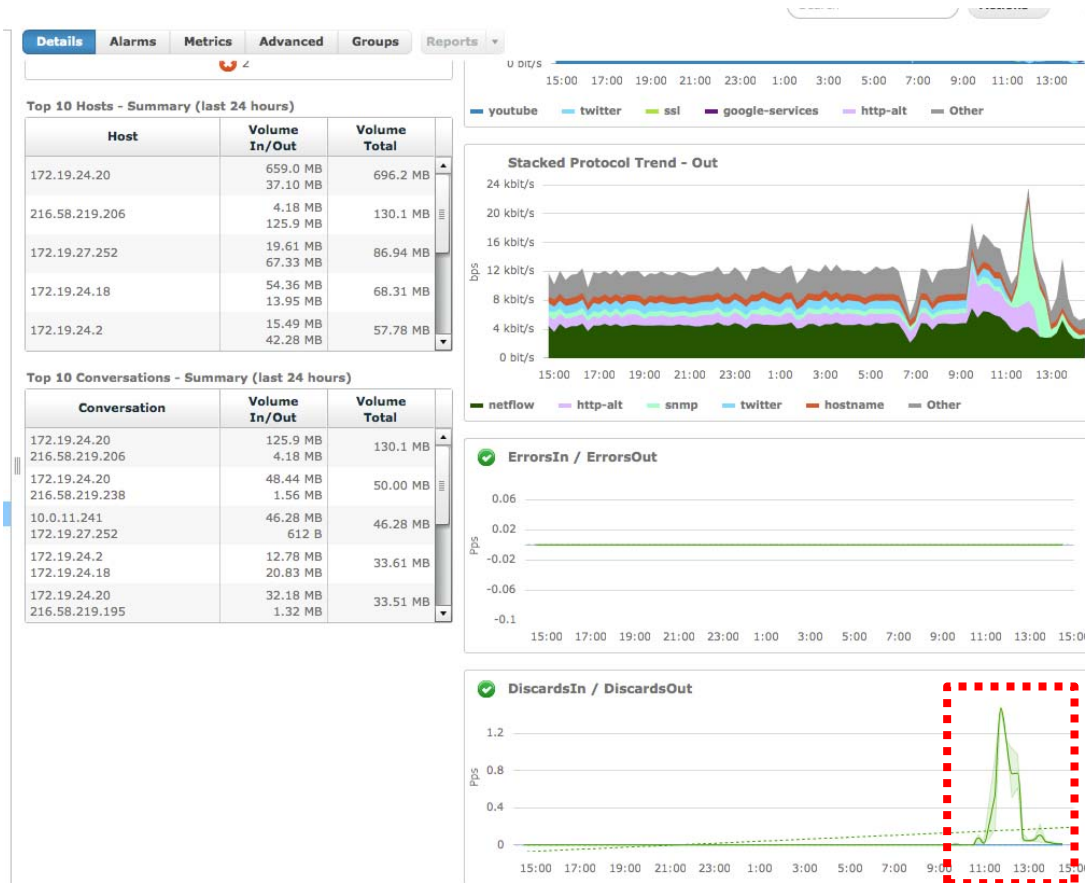 Details Alarms Metrics Advanced Groups Reports
2
Top 10 Hosts - Summary (last 24 hours)
Host Volume In/Out Volume Total
172.19.24.20 659.0 MB 37.10 MB 696.2 MB
216.58.219.206 4.18 MB 125.9 MB 130.1 MB
172.19.27.252 19.61 MB 67.33 MB 86.94 MB
172.19.24.18 54.36 MB 13.95 MB 68.31 MB
172.19.24.2 15.49 MB 42.28 MB 57.78 MB
Top 10 Conversations - Summary (last 24 hours)
Conversation Volume In/Out Volume Total
172.19.24.20 125.9 MB 130.1 MB
216.58.219.206 4.18 MB
172.19.24.20 48.44 MB 50.00 MB
216.58.219.238 1.56 MB
10.0.11.241 46.28 MB 46.28 MB
172.19.27.252 612 B
172.19.24.2 12.78 MB 33.61 MB
172.19.24.18 20.83 MB
172.19.24.20 32.18 MB 33.51 MB
216.58.219.195 1.32 MB
0 bit/s
15:00 17:00 19:00 21:00 23:00 1:00 3:00 5:00 7:00 9:00 11:00 13:00
youtube twitter ssl google-services http-alt Other
Stacked Protocol Trend - Out
24 kbit/s
20 kbit/s
16 kbit/s
bps
12 kbit/s
8 kbit/s
4 kbit/s
0 bit/s
15:00 17:00 19:00 21:00 23:00 1:00 3:00 5:00 7:00 9:00 11:00 13:00
netflow http-alt snmp twitter hostname Other
ErrorsIn / ErrorsOut
0.06
0.02
Pps
-0.02
-0.06
-0.1
15:00 17:00 19:00 21:00 23:00 1:00 3:00 5:00 7:00 9:00 11:00 13:00 15:00
DiscardsIn / DiscardsOut
1.2
Pps
0.8
0.4
0
15:00 17:00 19:00 21:00 23:00 1:00 3:00 5:00 7:00 9:00 11:00 13:00 15:00